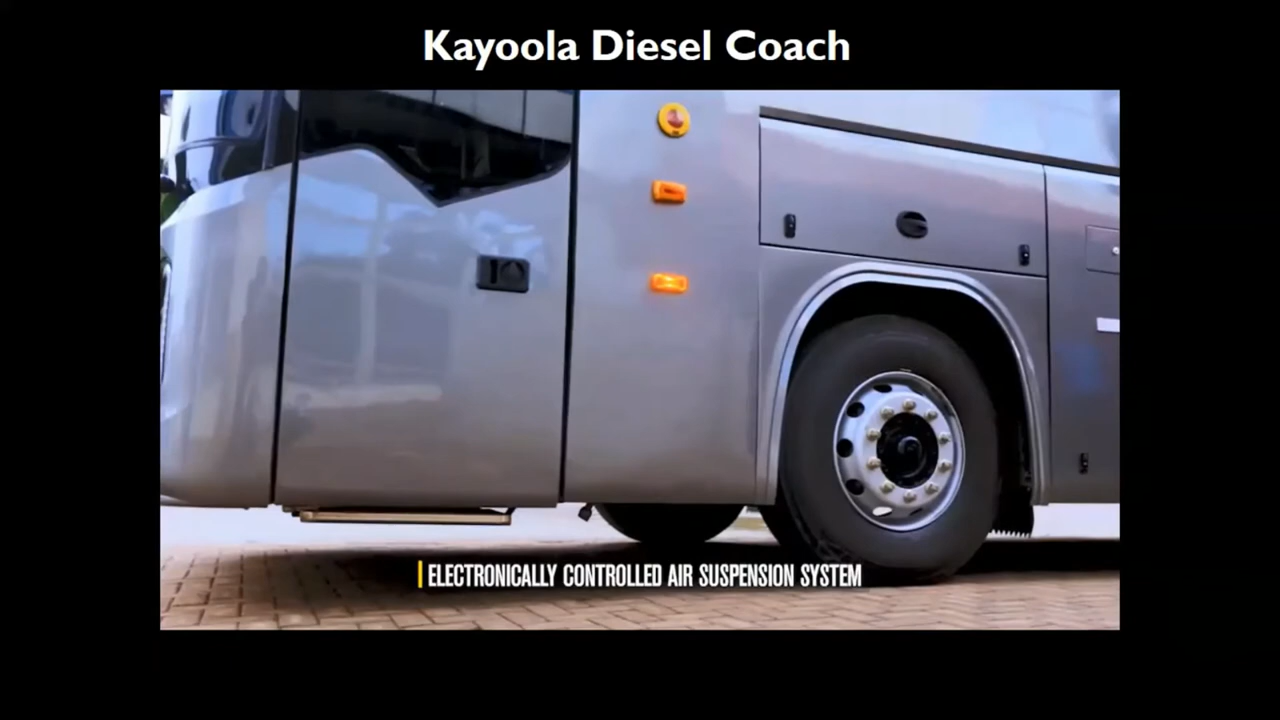 Kayoola Diesel Coach
ELECTRONICALLY CONTROLLED AIR SUSPENSION SYSTEM